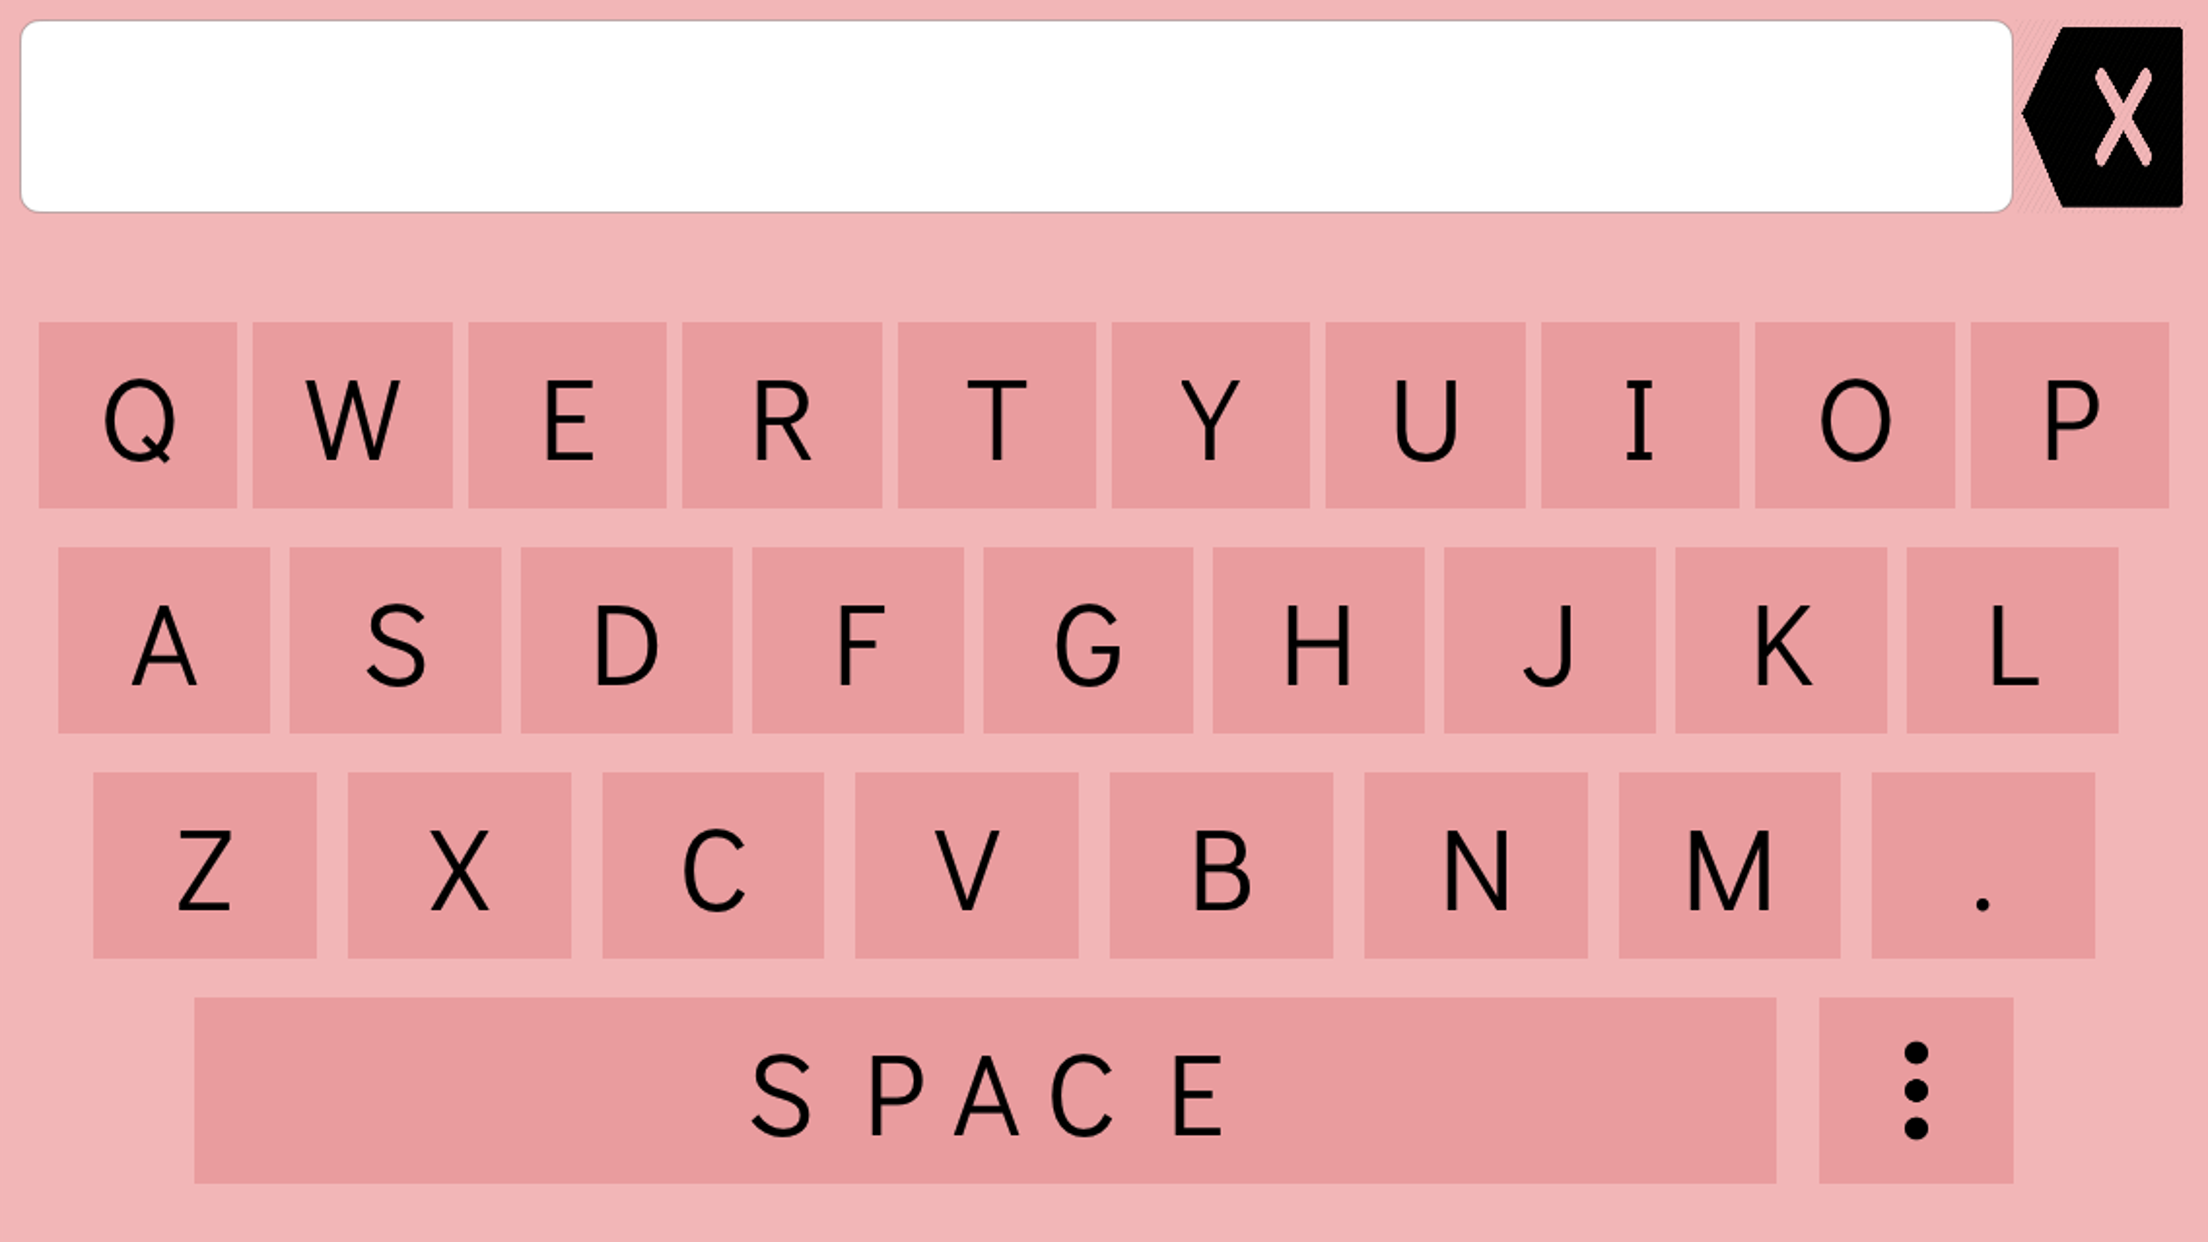 X
Q W E R T Y U I O P
A S D F G H J K L
Z X C V B N M .
SPACE